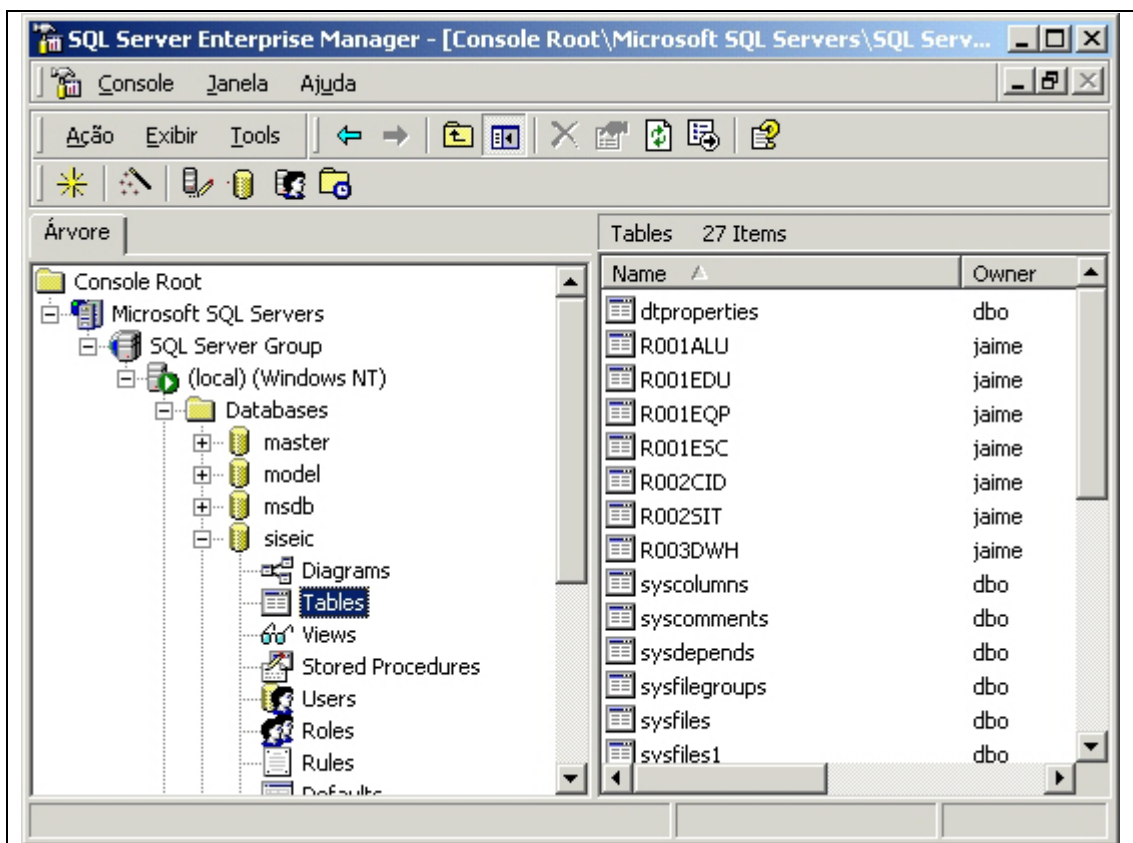 SQL Server Enterprise Manager - [Console Root\Microsoft SQL Servers\SQL Serv...
Console Janela Ajuda
Ação Exibir Tools
Árvore
Console Root
Microsoft SQL Servers
SQL Server Group
(local) (Windows NT)
Databases
master
model
msdb
siseic
Diagrams
Tables
Views
Stored Procedures
Users
Roles
Rules
Defaults
Tables 27 Items
Name Owner
dtproperties dbo
R001ALU jaime
R001EDU jaime
R001EQP jaime
R001ESC jaime
R002CID jaime
R002SIT jaime
R003DWH jaime
syscolumns dbo
syscomments dbo
sysdepends dbo
sysfilegroups dbo
sysfiles dbo
sysfiles1 dbo